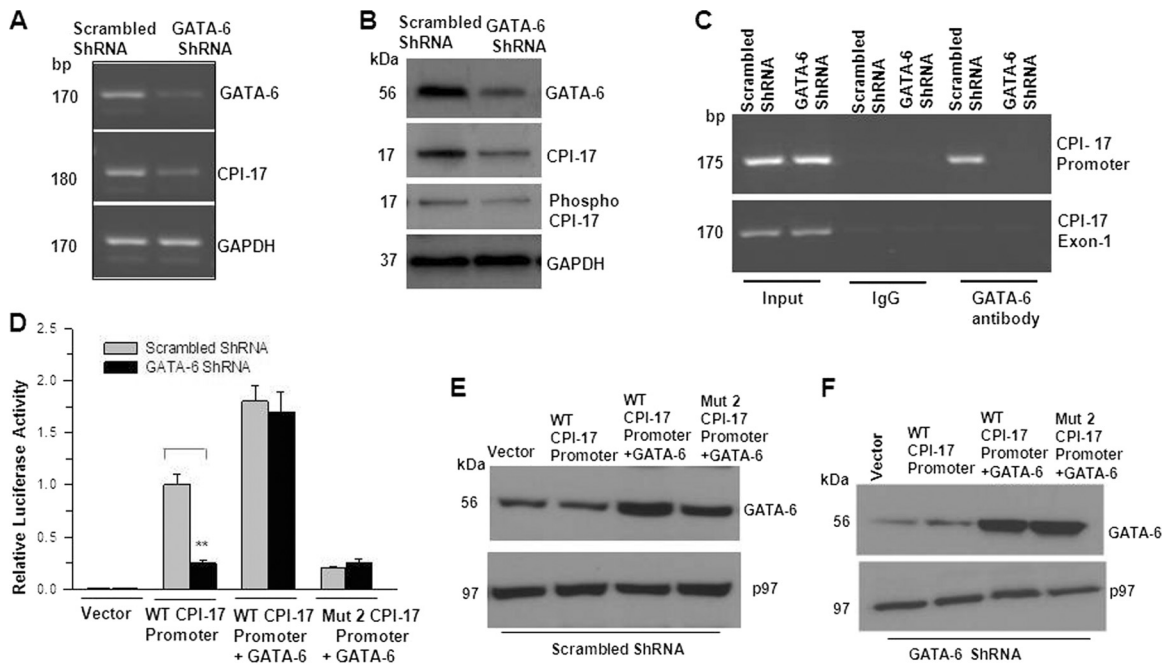 A
Scrambled GATA-6
ShRNA ShRNA
bp
170 GATA-6
180 CPI-17
170 GAPDH
B
Scrambled GATA-6
ShRNA ShRNA
kDa
56 GATA-6
17 CPI-17
17 Phospho
CPI-17
37 GAPDH
C
Scrambled
ShRNA
GATA-6
ShRNA
Scrambled
ShRNA
GATA-6
ShRNA
Scrambled
ShRNA
GATA-6
ShRNA
bp
175 CPI- 17
Promoter
170 CPI-17
Exon-1
Input IgG GATA-6
antibody
D
Relative Luciferase Activity
2.5
2.0
1.5
1.0
0.5
0.0
Scrambled ShRNA
GATA-6 ShRNA
**
Vector
WT CPI-17
Promoter
WT CPI-17
Promoter
+ GATA-6
Mut 2 CPI-17
Promoter
+ GATA-6
E
Vector
WT
CPI-17
Promoter
WT
CPI-17
Promoter
+GATA-6
Mut 2
CPI-17
Promoter
+GATA-6
kDa
56 GATA-6
97 p97
Scrambled ShRNA
F
Vector
WT
CPI-17
Promoter
WT
CPI-17
Promoter
+GATA-6
Mut 2
CPI-17
Promoter
+GATA-6
kDa
56 GATA-6
97 p97
GATA-6 ShRNA